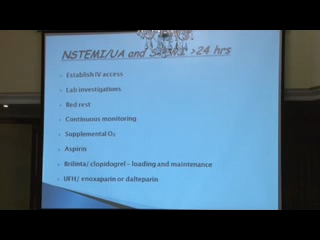 NSTEMI/UA and STEMI >24 hrs
Establish IV access
Lab investigations
Bed rest
Continuous monitoring
Supplemental O₂
Aspirin
Brilinta/ clopidogrel – loading and maintenance
UFH/ enoxaparin or dalteparin